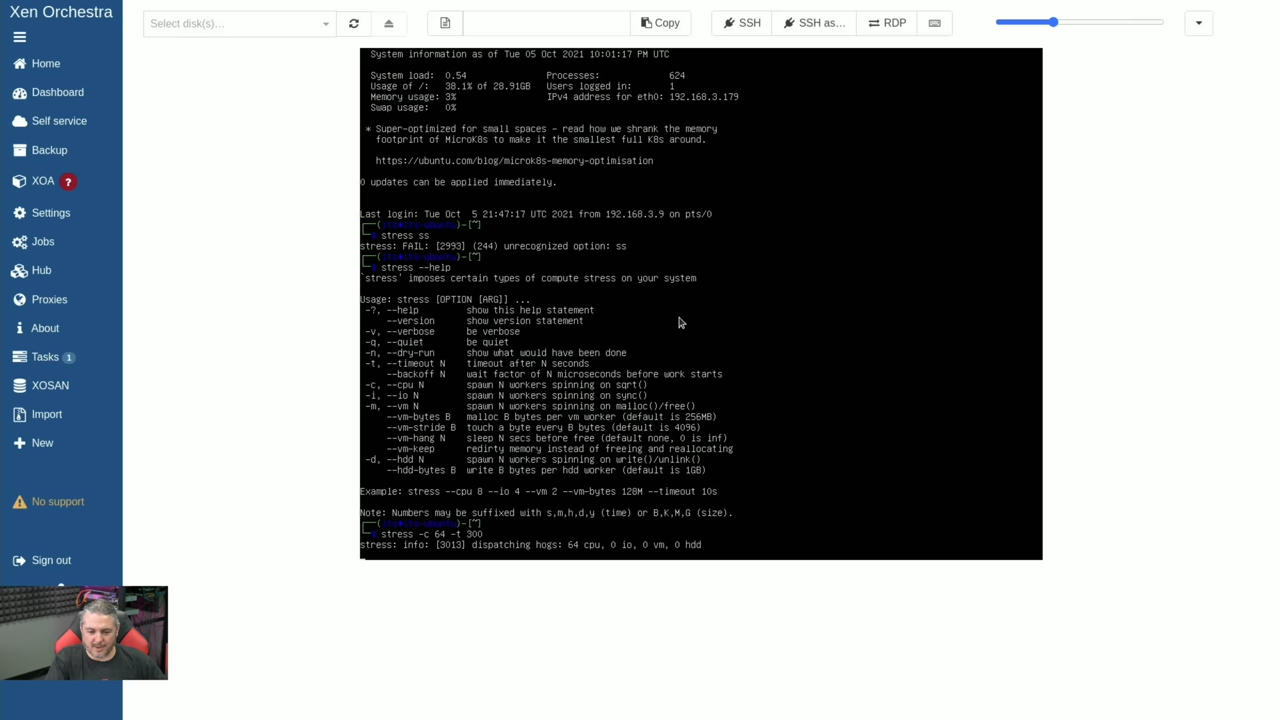 Xen Orchestra
Select disk(s)…
Copy
SSH
SSH as…
RDP
Home
Dashboard
Self service
Backup
XOA ?
Settings
Jobs
Hub
Proxies
About
Tasks 1
XOSAN
Import
New
No support
Sign out
System information as of Tue 05 Oct 2021 10:01:17 PM UTC
System load: 0.54 Processes: 624
Usage of /: 38.1% of 28.91GB Users logged in: 1
Memory usage: 3% IPv4 address for eth0: 192.168.3.179
Swap usage: 0%
* Super-optimized for small spaces - read how we shrank the memory
footprint of MicroK8s to make it the smallest full K8s around.
https://ubuntu.com/blog/microk8s-memory-optimisation
0 updates can be applied immediately.
Last login: Tue Oct 5 21:47:17 UTC 2021 from 192.168.3.9 on pts/0
stress ss
stress: FAIL: [2993] (244) unrecognized option: ss
stress --help
`stress' imposes certain types of compute stress on your system
Usage: stress [OPTION [ARG]] ...
-?, --help show this help statement
--version show version statement
-v, --verbose be verbose
-q, --quiet be quiet
-n, --dry-run show what would have been done
-t, --timeout N timeout after N seconds
--backoff N wait factor of N microseconds before work starts
-c, --cpu N spawn N workers spinning on sqrt()
-i, --io N spawn N workers spinning on sync()
-m, --vm N spawn N workers spinning on malloc()/free()
--vm-bytes B malloc B bytes per vm worker (default is 256MB)
--vm-stride B touch a byte every B bytes (default is 4096)
--vm-hang N sleep N secs before free (default none, 0 is inf)
--vm-keep redirty memory instead of freeing and reallocating
-d, --hdd N spawn N workers spinning on write()/unlink()
--hdd-bytes B write B bytes per hdd worker (default is 1GB)
Example: stress --cpu 8 --io 4 --vm 2 --vm-bytes 128M --timeout 10s
Note: Numbers may be suffixed with s,m,h,d,y (time) or B,K,M,G (size).
stress -c 64 -t 300
stress: info: [3013] dispatching hogs: 64 cpu, 0 io, 0 vm, 0 hdd